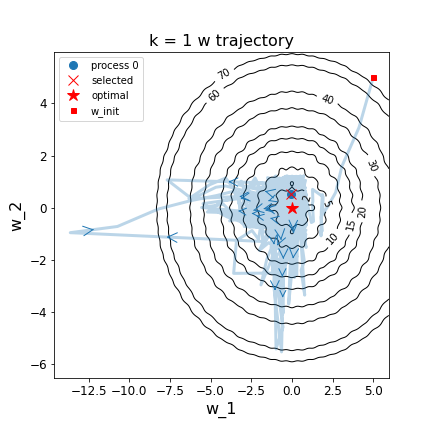 k = 1 w trajectory
process 0
selected
optimal
w_init
70
60
40
30
20
15
10
5
2
w_2
4
2
0
−2
−4
−6
−12.5 −10.0 −7.5 −5.0 −2.5 0.0 2.5 5.0
w_1